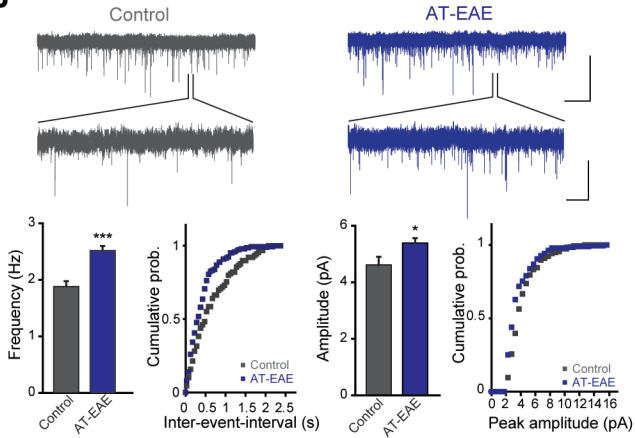 Control
AT-EAE
3
2
1
0
Frequency (Hz)
***
Control
AT-EAE
1
0.5
0
Cumulative prob.
Control
AT-EAE
0 0.5 1 1.5 2 2.5
Inter-event-interval (s)
6
4
2
0
Amplitude (pA)
*
Control
AT-EAE
1
0.5
0
Cumulative prob.
Control
AT-EAE
0 2 4 6 8 10 12 14 16
Peak amplitude (pA)